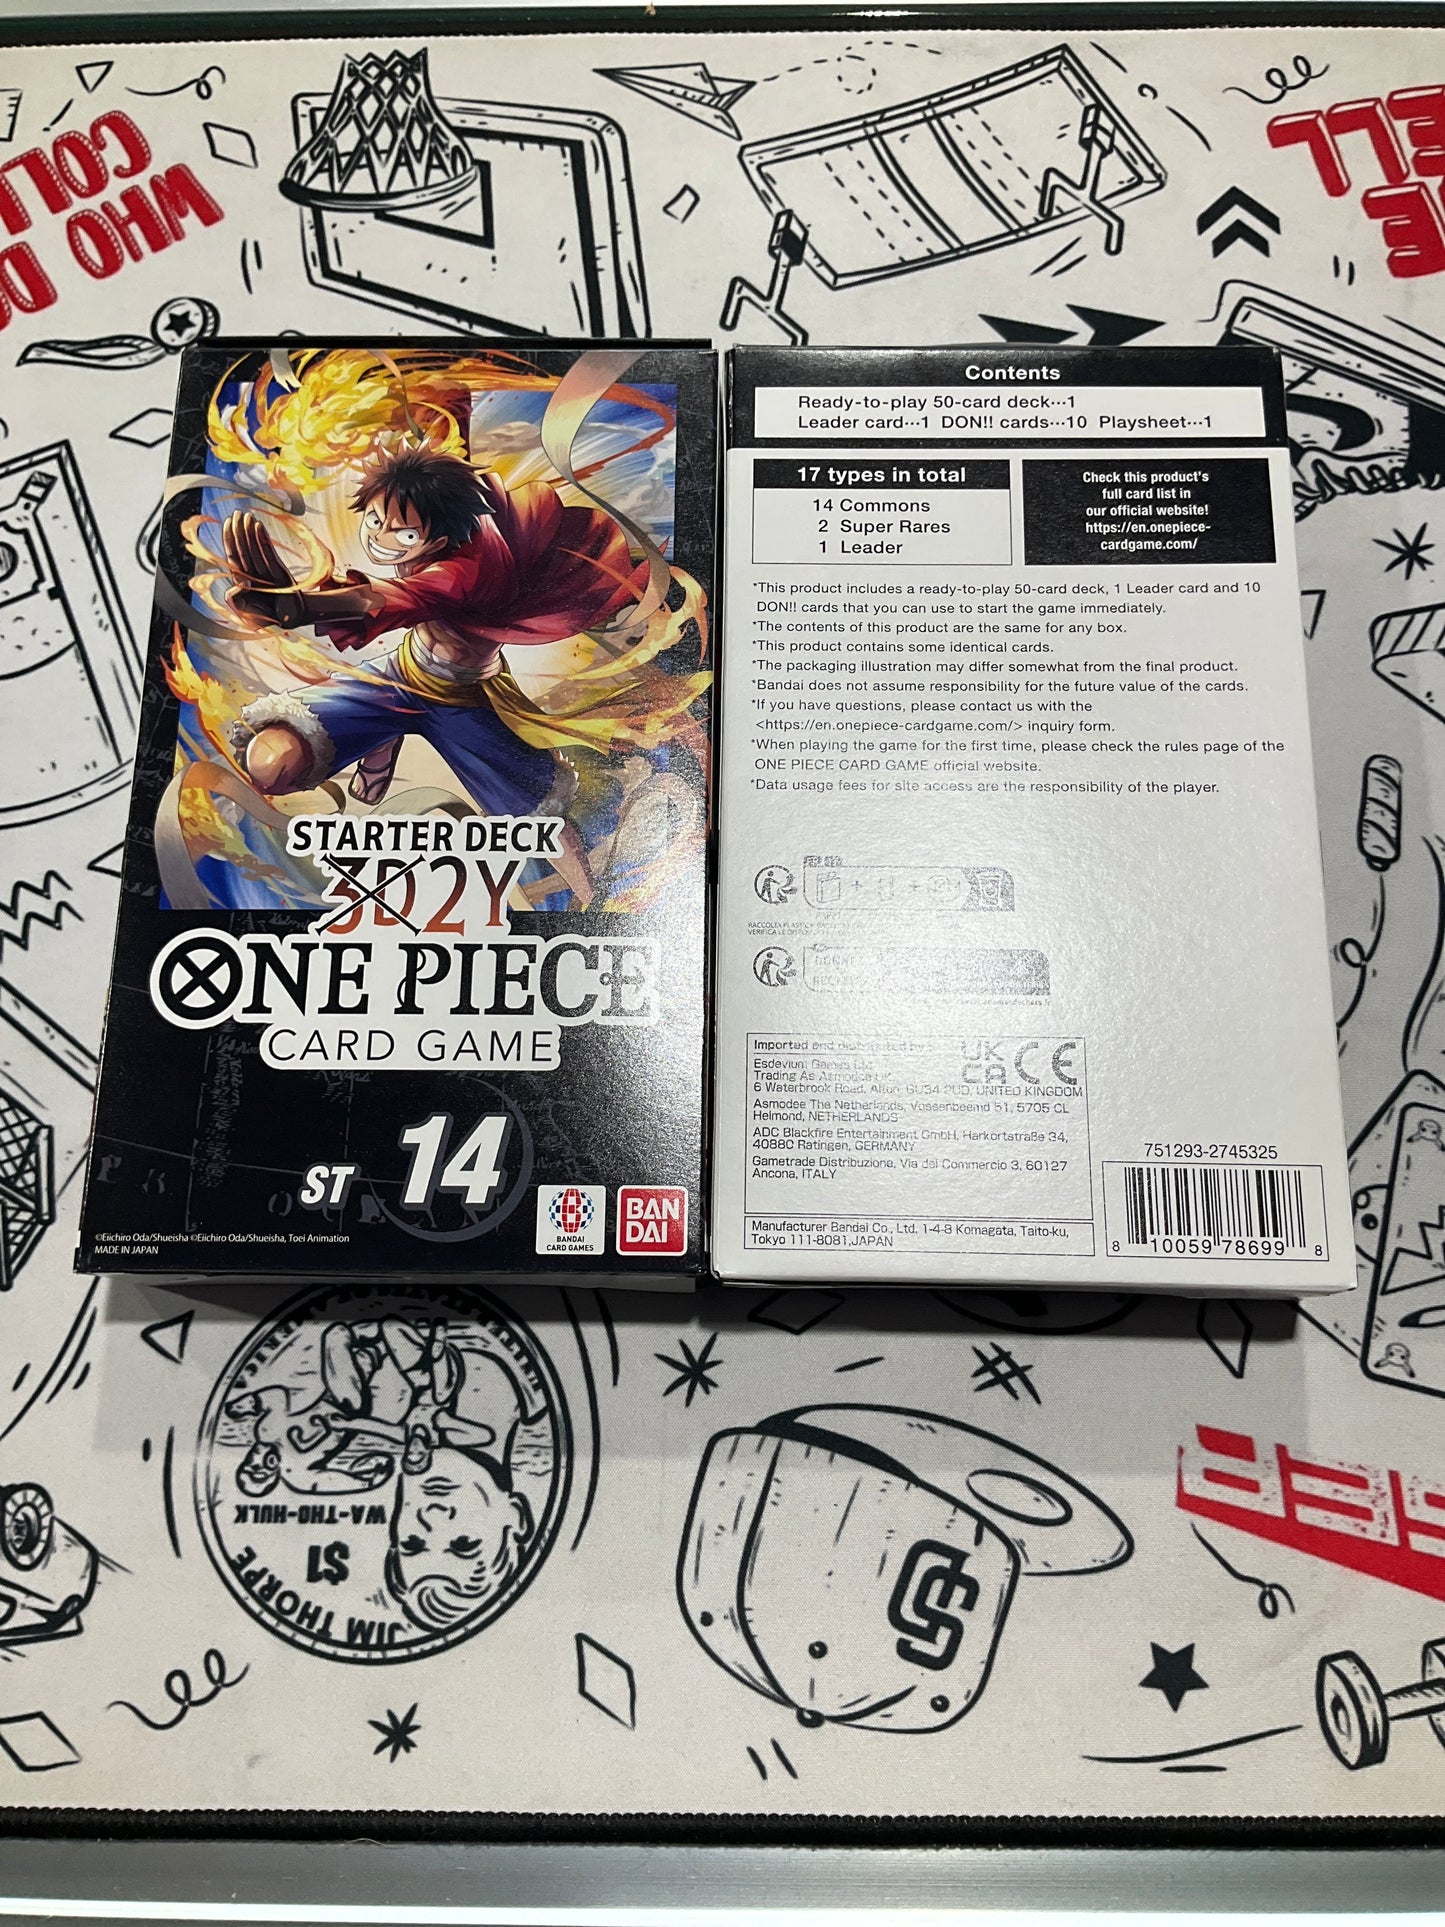 WHO D
COLL
ELL
STARTER DECK
3D2Y
ONE PIECE
CARD GAME
ST 14
BANDAI
CARD GAMES
BAN
DAI
©Eiichiro Oda/Shueisha ©Eiichiro Oda/Shueisha, Toei Animation
MADE IN JAPAN
Contents
Ready-to-play 50-card deck···1
Leader card···1 DON!! cards···10 Playsheet···1
17 types in total
14 Commons
2 Super Rares
1 Leader
Check this product's
full card list in
our official website!
https://en.onepiece-
cardgame.com/
*This product includes a ready-to-play 50-card deck, 1 Leader card and 10
DON!! cards that you can use to start the game immediately.
*The contents of this product are the same for any box.
*This product contains some identical cards.
*The packaging illustration may differ somewhat from the final product.
*Bandai does not assume responsibility for the future value of the cards.
*If you have questions, please contact us with the
<https://en.onepiece-cardgame.com/> inquiry form.
*When playing the game for the first time, please check the rules page of the
ONE PIECE CARD GAME official website.
*Data usage fees for site access are the responsibility of the player.
Imported and distributed by
UK
CA CE
Esdevium Games Ltd
Trading As Asmodee UK
6 Waterbrook Road, Alton, GU34 2UD, UNITED KINGDOM
Asmodee The Netherlands, Vossenbeemd 51, 5705 CL
Helmond, NETHERLANDS
ADC Blackfire Entertainment GmbH, Harkortstraße 34,
40880 Ratingen, GERMANY
Gametrade Distribuzione, Via del Commercio 3, 60127
Ancona, ITALY
Manufacturer Bandai Co., Ltd. 1-4-8 Komagata, Taito-ku,
Tokyo 111-8081,JAPAN
751293-2745325
8 10059 78699 8
WA-THO-HUK
$1
JIM THORPE